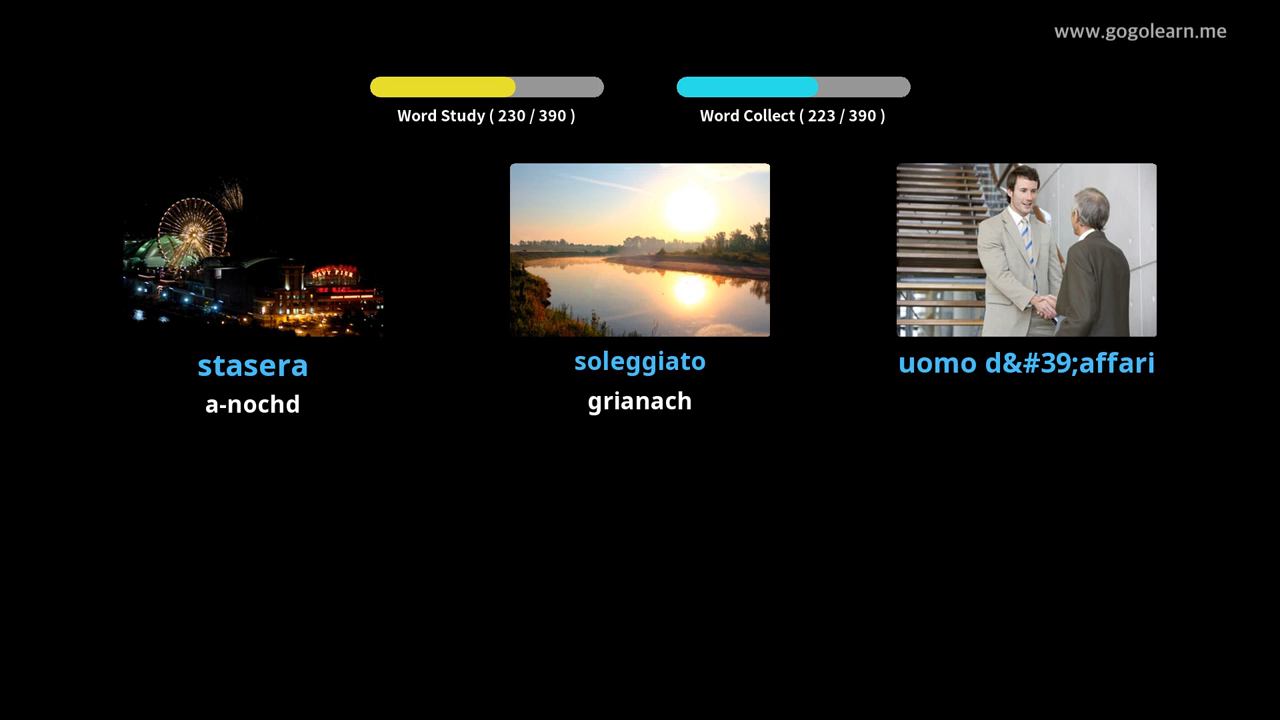 www.gogolearn.me
Word Study ( 230 / 390 )
Word Collect ( 223 / 390 )
stasera
a-nochd
soleggiato
grianach
uomo d&#39;affari